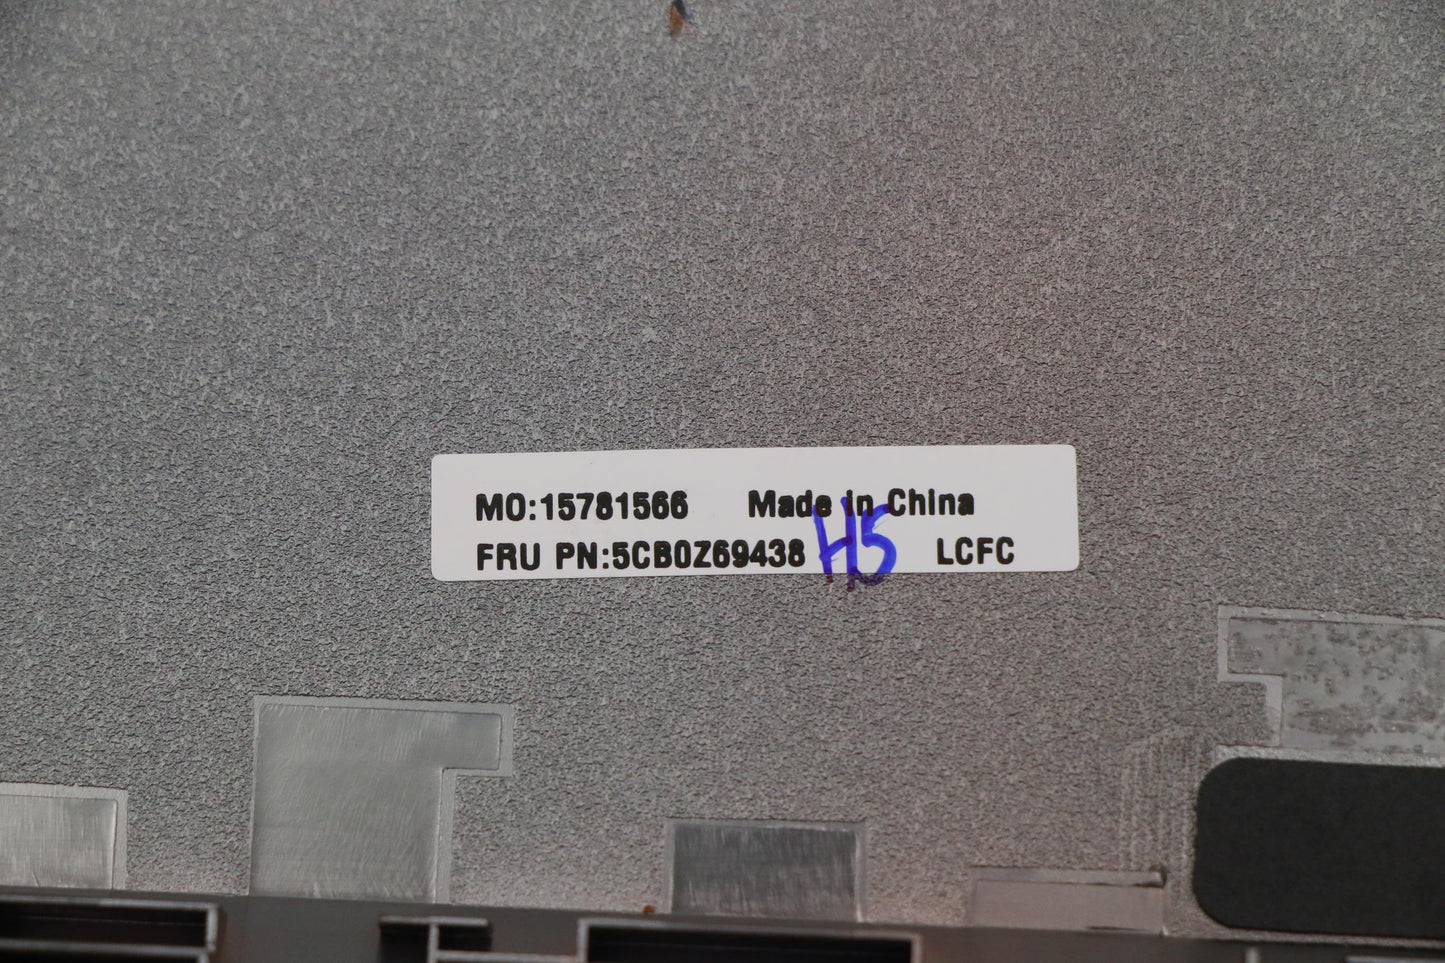 MO:15781566 Made in China
FRU PN:5CB0Z69438 H5 LCFC